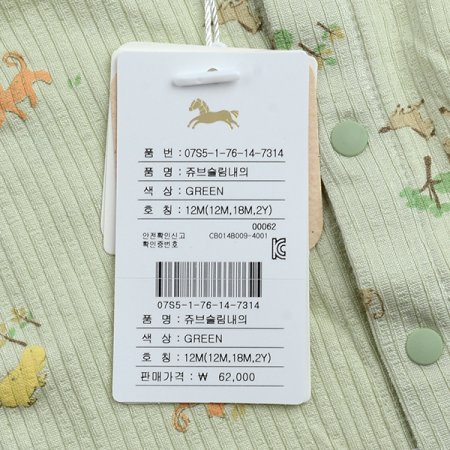 품 번 : 07S5-1-76-14-7314
품 명 : 쥬브슬림내의
색 상 : GREEN
호 칭 : 12M(12M,18M,2Y)
00062
안전확인신고
확인증번호 CB014B009-4001
07S5-1-76-14-7314
품 명 : 쥬브슬림내의
색 상 : GREEN
호 칭 : 12M(12M,18M,2Y)
판매가격 : ₩ 62,000